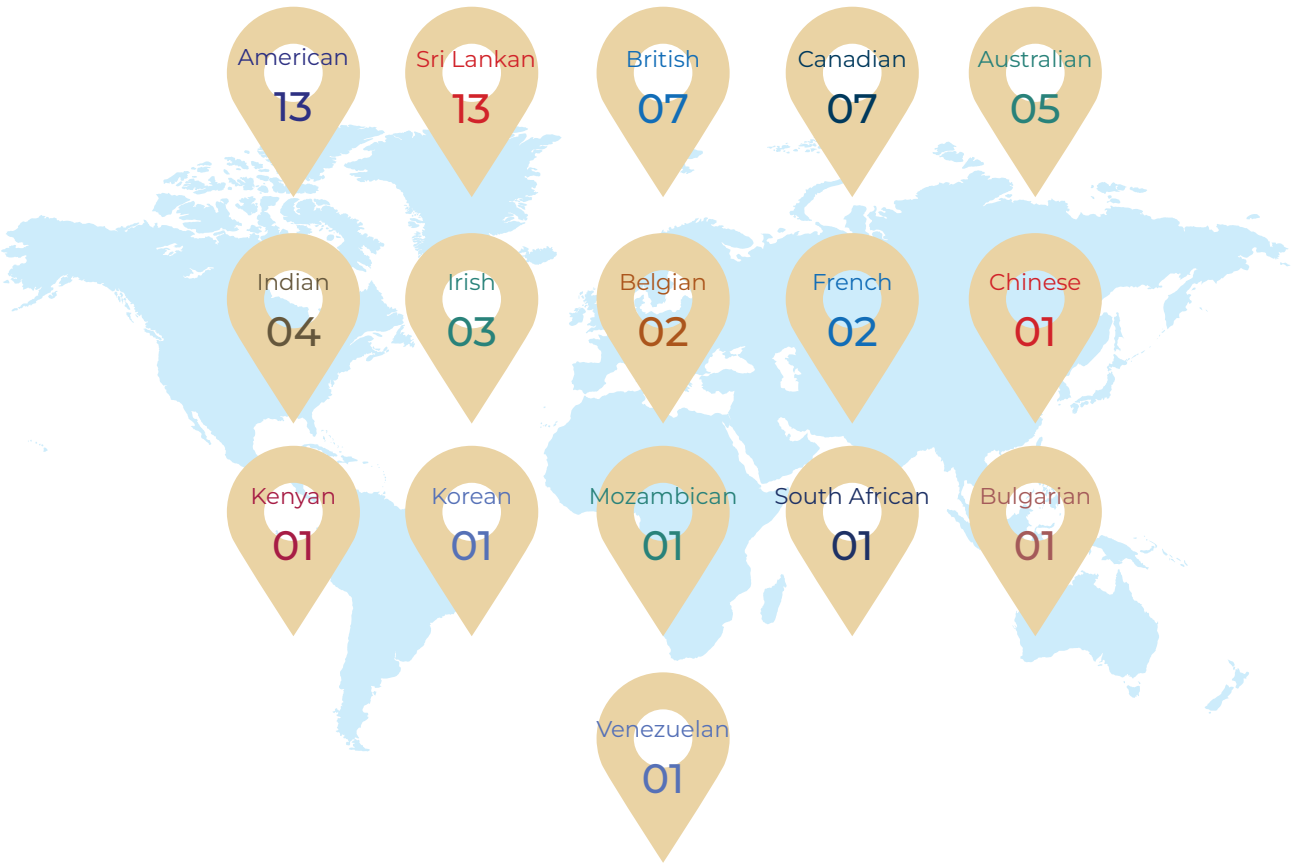 American
13
Sri Lankan
13
British
07
Canadian
07
Australian
05
Indian
04
Irish
03
Belgian
02
French
02
Chinese
01
Kenyan
01
Korean
01
Mozambican
01
South African
01
Bulgarian
01
Venezuelan
01